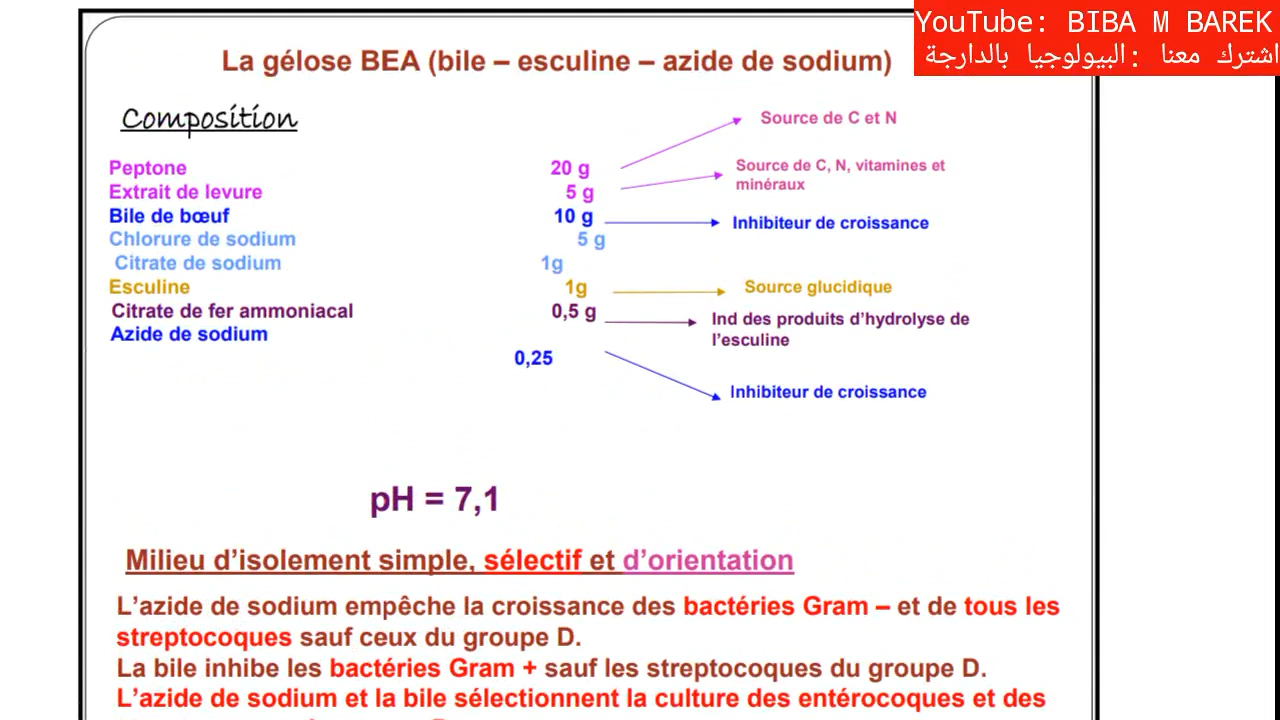 YouTube: BIBA M BAREK
اشترك معنا :البيولوجيا بالدارجة
La gélose BEA (bile – esculine – azide de sodium)
Composition
Source de C et N
Peptone 20 g
Source de C, N, vitamines et
minéraux
Extrait de levure 5 g
Bile de bœuf 10 g
Inhibiteur de croissance
Chlorure de sodium 5 g
Citrate de sodium 1g
Esculine 1g
Source glucidique
Citrate de fer ammoniacal 0,5 g
Ind des produits d’hydrolyse de
l’esculine
Azide de sodium
0,25
Inhibiteur de croissance
pH = 7,1
Milieu d’isolement simple, sélectif et d’orientation
L’azide de sodium empêche la croissance des bactéries Gram – et de tous les
streptocoques sauf ceux du groupe D.
La bile inhibe les bactéries Gram + sauf les streptocoques du groupe D.
L’azide de sodium et la bile sélectionnent la culture des entérocoques et des